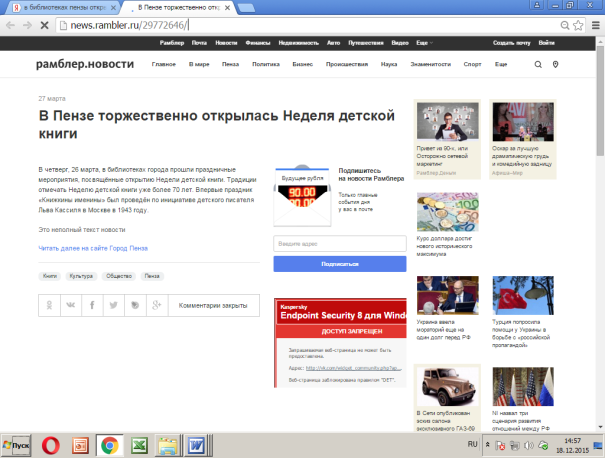 в библиотеках пензы откры
В Пензе торжественно откр
news.rambler.ru/29772646/
Рамблер Почта Новости Финансы Недвижимость Авто Путешествия Видео Еще Создать почту Войти
рамблер.новости
Главное В мире Пенза Политика Бизнес Происшествия Наука Знаменитости Спорт Еще
27 марта
В Пензе торжественно открылась Неделя детской
книги
В четверг, 26 марта, в библиотеках города прошли праздничные
мероприятия, посвящённые открытию Недели детской книги. Традиции
отмечать Неделю детской книги уже более 70 лет. Впервые праздник
«Книжкины именины» был проведён по инициативе детского писателя
Льва Кассиля в Москве в 1943 году.
Это неполный текст новости
Читать далее на сайте Город Пенза
Книги Культура Общество Пенза
Комментарии закрыты
Будущее рубля
90.00
Подпишитесь
на новости Рамблера
Только главные
события дня
у вас в почте
Введите адрес
Подписаться
Kaspersky
Endpoint Security 8 для Windo
ДОСТУП ЗАПРЕЩЕН
Запрашиваемая веб-страница не может быть
предоставлена.
Адрес:
Веб-страница заблокирована правилом "DET".
Привет из 90-х, или
Осторожно сетевой
маркетинг
Рамблер.Деньги
Оскар за лучшую
драматическую грудь
и комедийную задницу
Афиша-Мир
Курс доллара достиг
нового исторического
максимума
Украина ввела
мораторий еще на
один долг перед РФ
Турция попросила
помощи у Украины в
борьбе с «российской
пропагандой»
В Сети опубликован
эскиз салона
эксклюзивного ГАЗ-69
NI назвал три
сценария развития
отношений между РФ
Пуск
RU
14:57
18.12.2015